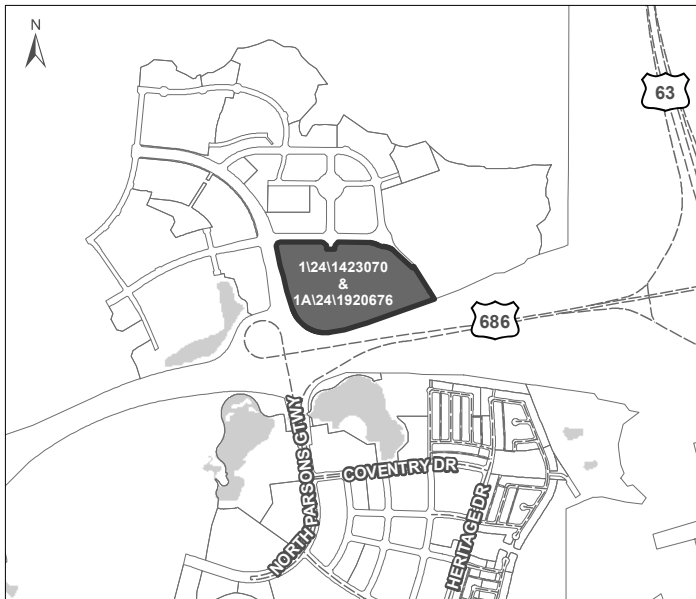 N
63
1\24\1423070
&
1A\24\1920676
686
NORTH PARSONS GTWY
COVENTRY DR
HERITAGE DR